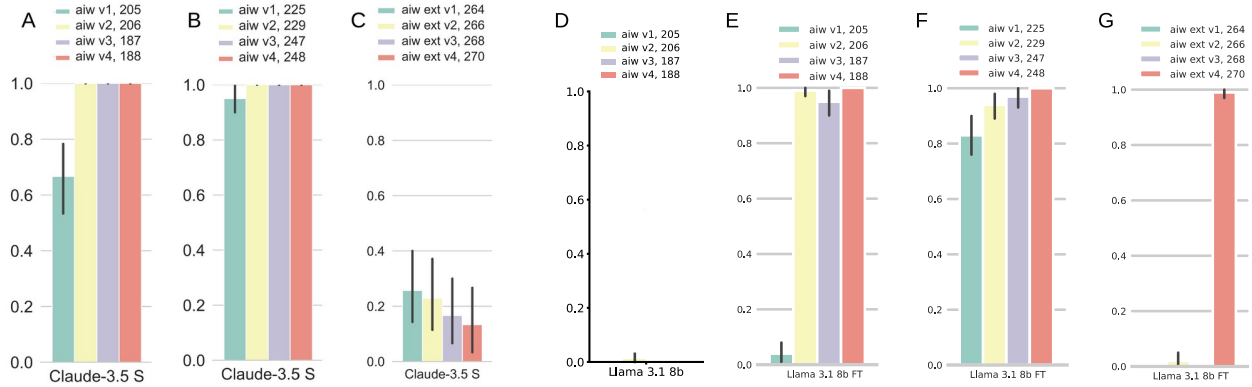 A
aiw v1, 205
aiw v2, 206
aiw v3, 187
aiw v4, 188
1.0
0.8
0.6
0.4
0.2
0.0
Claude-3.5 S
B
aiw v1, 225
aiw v2, 229
aiw v3, 247
aiw v4, 248
1.0
0.8
0.6
0.4
0.2
0.0
Claude-3.5 S
C
aiw ext v1, 264
aiw ext v2, 266
aiw ext v3, 268
aiw ext v4, 270
1.0
0.8
0.6
0.4
0.2
0.0
Claude-3.5 S
D
aiw v1, 205
aiw v2, 206
aiw v3, 187
aiw v4, 188
1.0
0.8
0.6
0.4
0.2
0.0
Llama 3.1 8b
E
aiw v1, 205
aiw v2, 206
aiw v3, 187
aiw v4, 188
1.0
0.8
0.6
0.4
0.2
0.0
Llama 3.1 8b FT
F
aiw v1, 225
aiw v2, 229
aiw v3, 247
aiw v4, 248
1.0
0.8
0.6
0.4
0.2
0.0
Llama 3.1 8b FT
G
aiw ext v1, 264
aiw ext v2, 266
aiw ext v3, 268
aiw ext v4, 270
1.0
0.8
0.6
0.4
0.2
0.0
Llama 3.1 8b FT